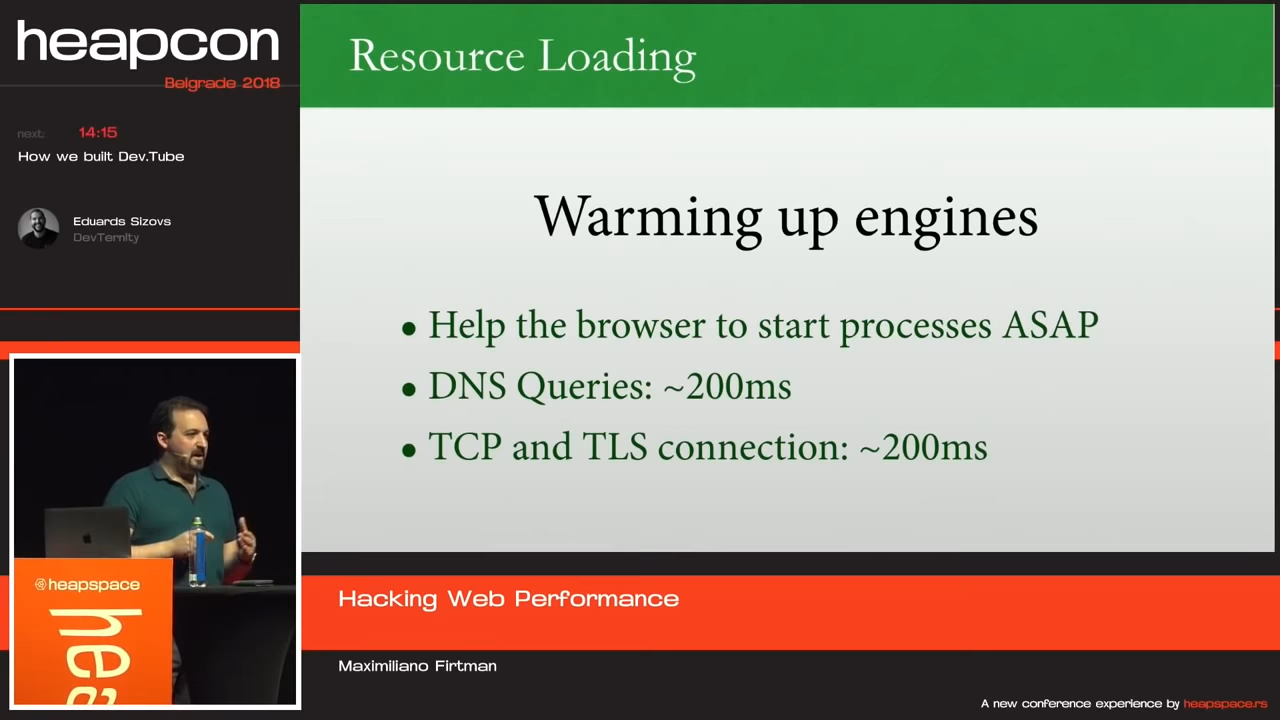 heapcon
Belgrade 2018
next: 14:15
How we built Dev.Tube
Eduards Sizovs
DevTernity
Resource Loading
Warming up engines
• Help the browser to start processes ASAP
• DNS Queries: ~200ms
• TCP and TLS connection: ~200ms
heapspace
hea
Hacking Web Performance
Maximiliano Firtman
A new conference experience by heapspace.rs